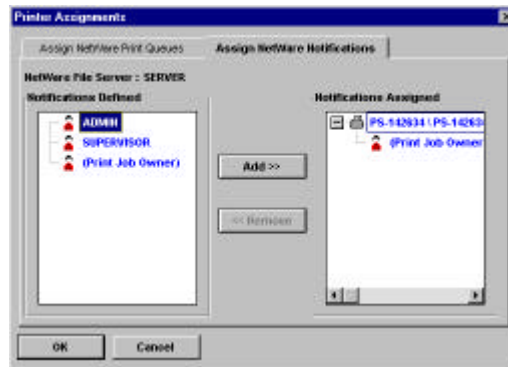 Printer Assignments
Assign NetWare Print Queues
Assign NetWare Notifications
NetWare File Server : SERVER
Notifications Defined
Notifications Assigned
ADMIN
SUPERVISOR
(Print Job Owner)
Add >>
<< Remove
PS-142634 \ PS-14263
(Print Job Owner
OK
Cancel